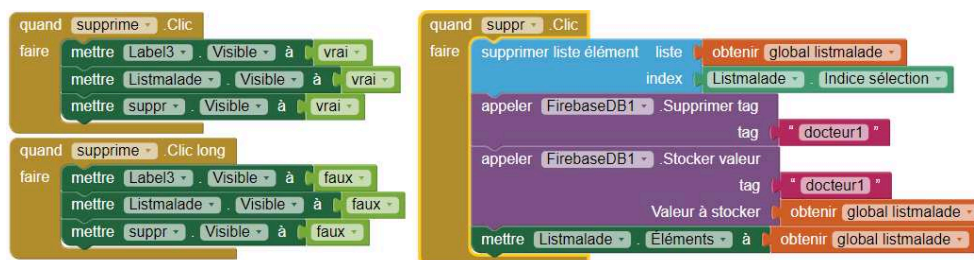 quand supprime .Clic
faire mettre Label3 . Visible à vrai
mettre Listmalade . Visible à vrai
mettre suppr . Visible à vrai
quand supprime .Clic long
faire mettre Label3 . Visible à faux
mettre Listmalade . Visible à faux
mettre suppr . Visible à faux
quand suppr .Clic
faire supprimer liste élément liste obtenir global listmalade
index Listmalade . Indice sélection
appeler FirebaseDB1 .Supprimer tag
tag " docteur1 "
appeler FirebaseDB1 .Stocker valeur
tag " docteur1 "
Valeur à stocker obtenir global listmalade
mettre Listmalade . Éléments à obtenir global listmalade